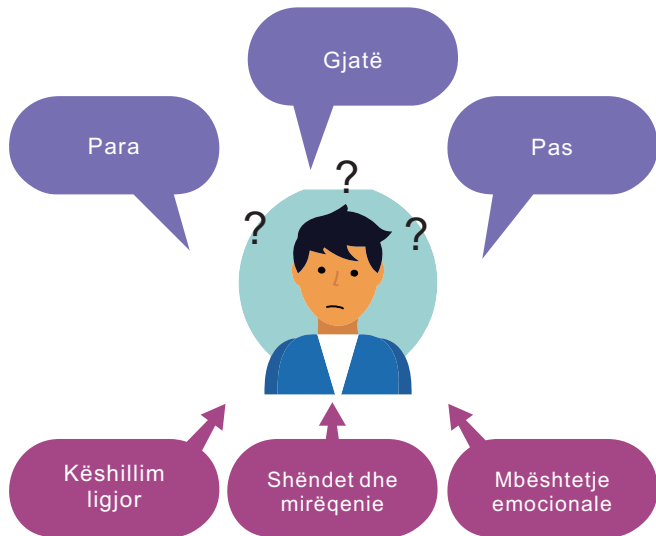 Gjatë
Para
Pas
?
?
?
Këshillim
ligjor
Shëndet dhe
mirëqenie
Mbështetje
emocionale